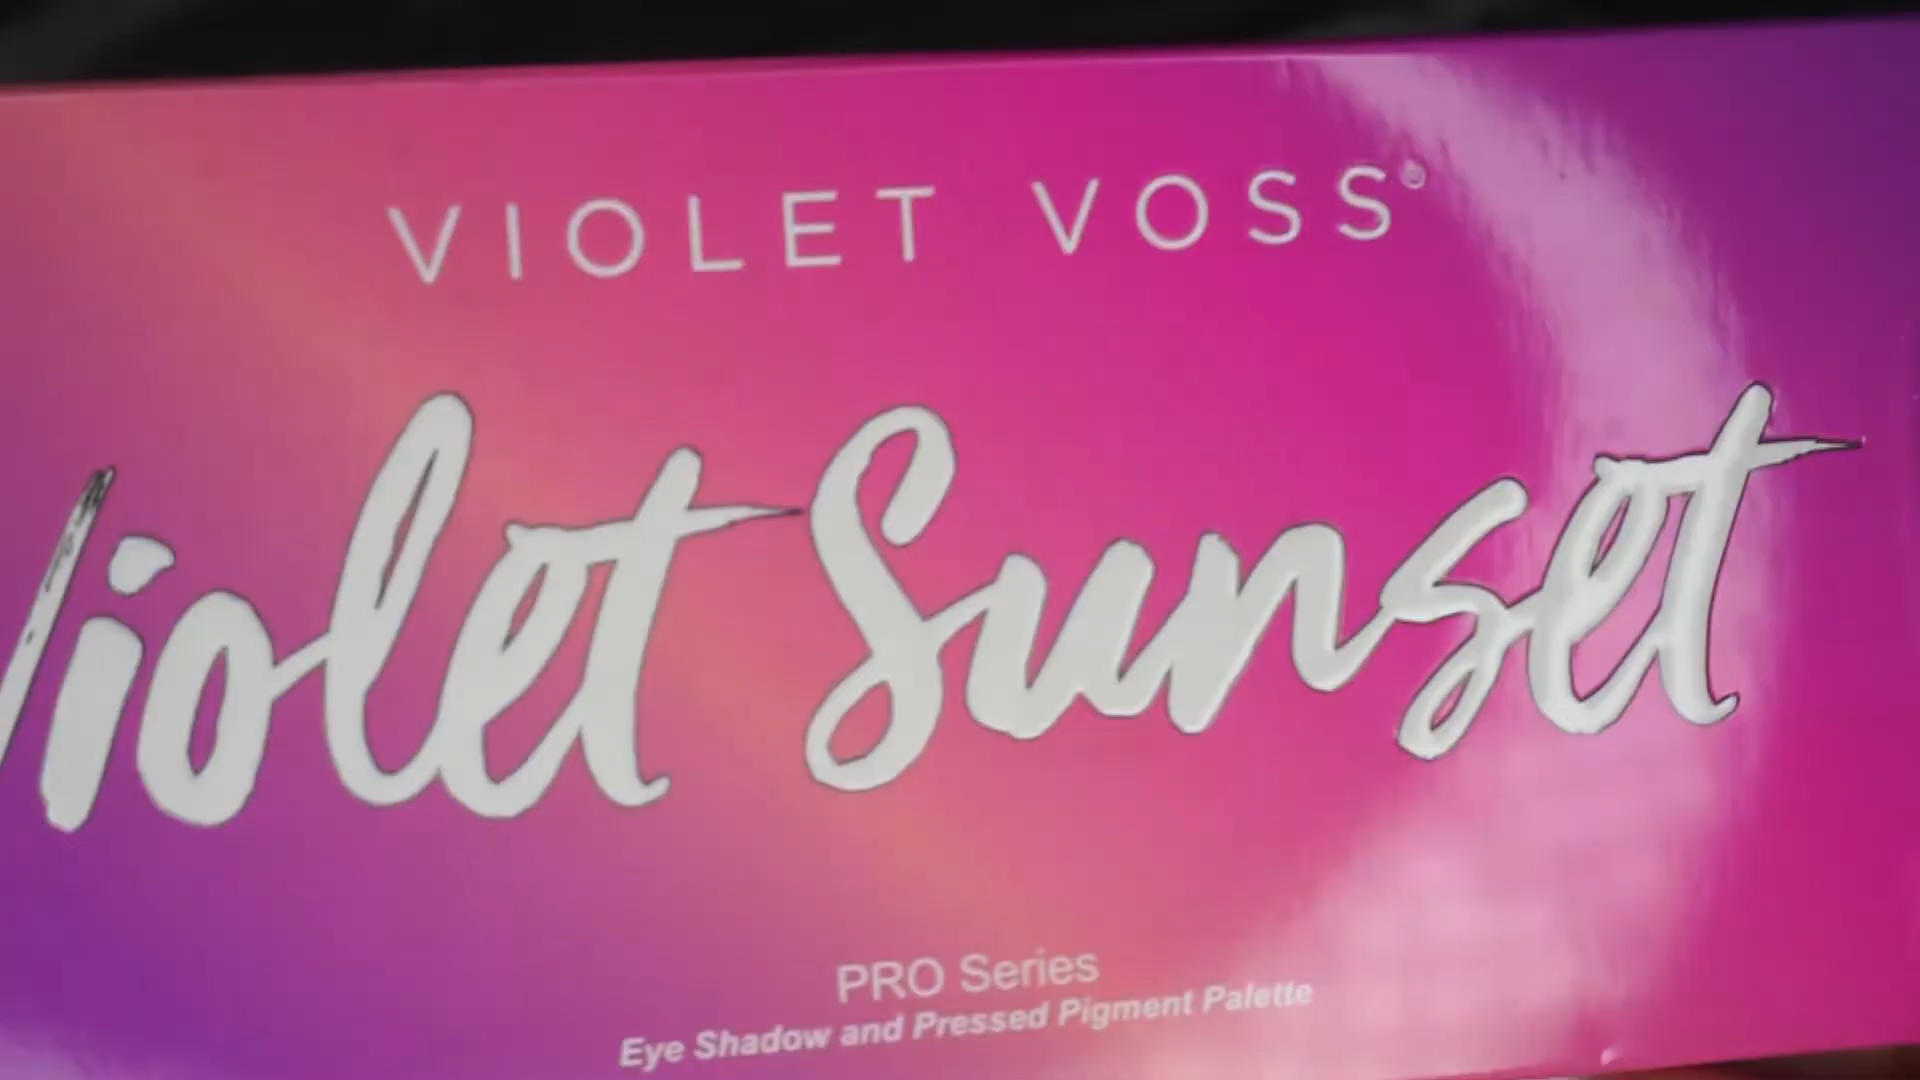 VIOLET VOSS®
Violet Sunset
PRO Series
Eye Shadow and Pressed Pigment Palette